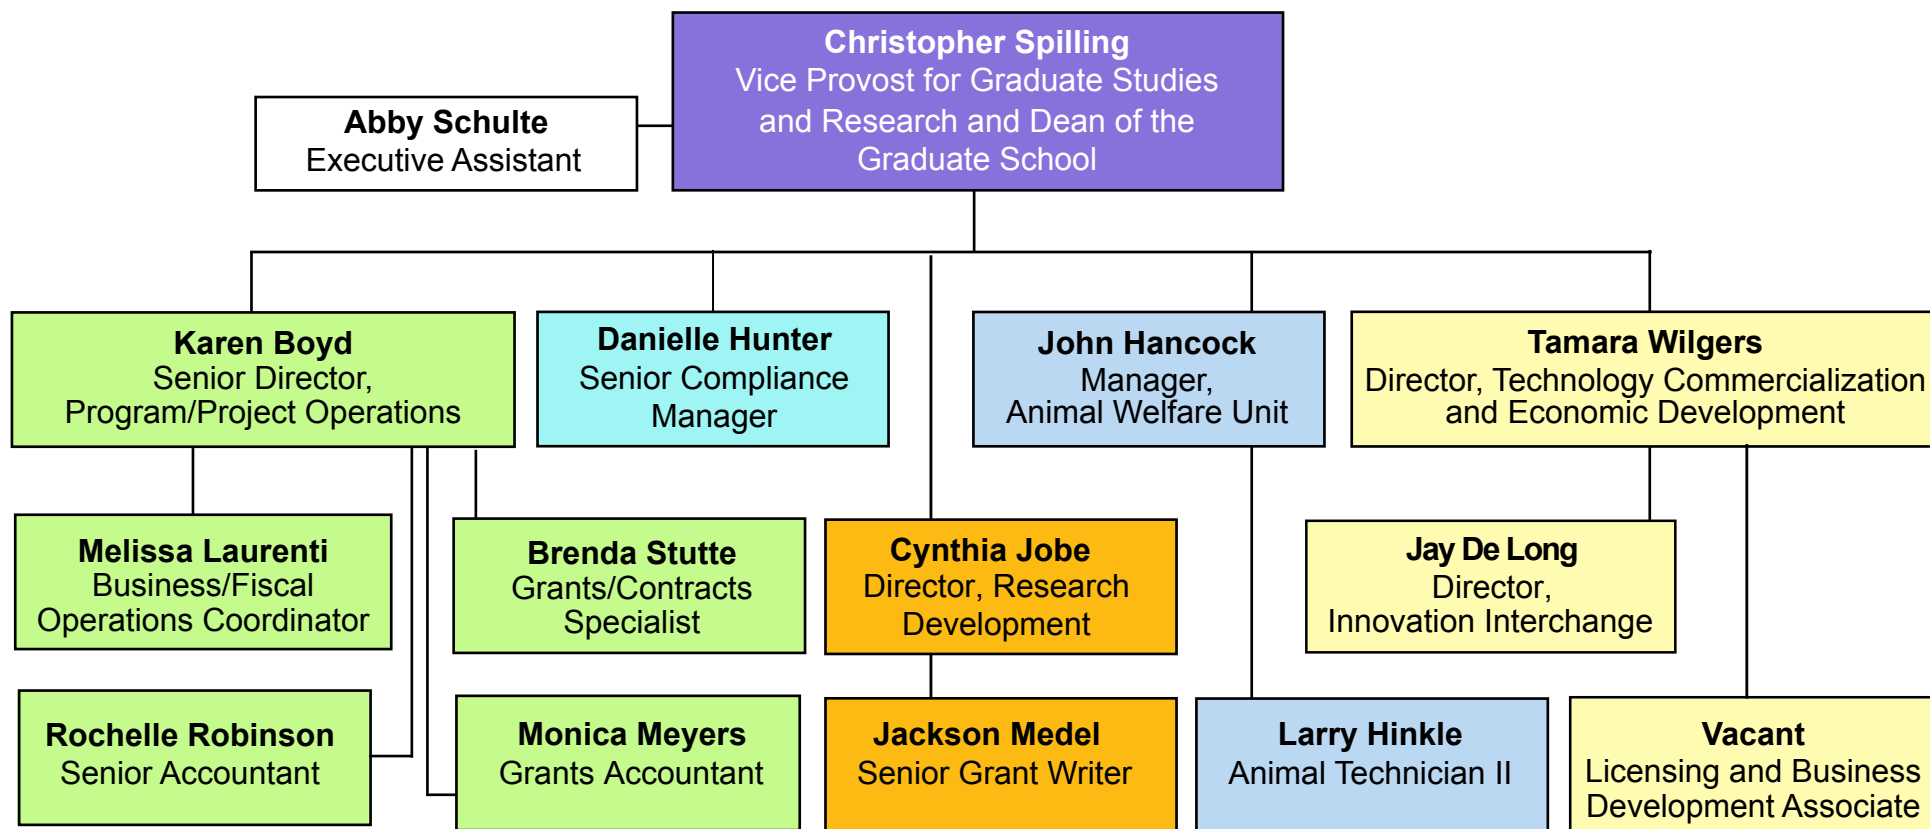 Christopher Spilling
Vice Provost for Graduate Studies
and Research and Dean of the
Graduate School
Abby Schulte
Executive Assistant
Karen Boyd
Senior Director,
Program/Project Operations
Danielle Hunter
Senior Compliance
Manager
John Hancock
Manager,
Animal Welfare Unit
Tamara Wilgers
Director, Technology Commercialization
and Economic Development
Melissa Laurenti
Business/Fiscal
Operations Coordinator
Brenda Stutte
Grants/Contracts
Specialist
Cynthia Jobe
Director, Research
Development
Jay De Long
Director,
Innovation Interchange
Rochelle Robinson
Senior Accountant
Monica Meyers
Grants Accountant
Jackson Medel
Senior Grant Writer
Larry Hinkle
Animal Technician II
Vacant
Licensing and Business
Development Associate